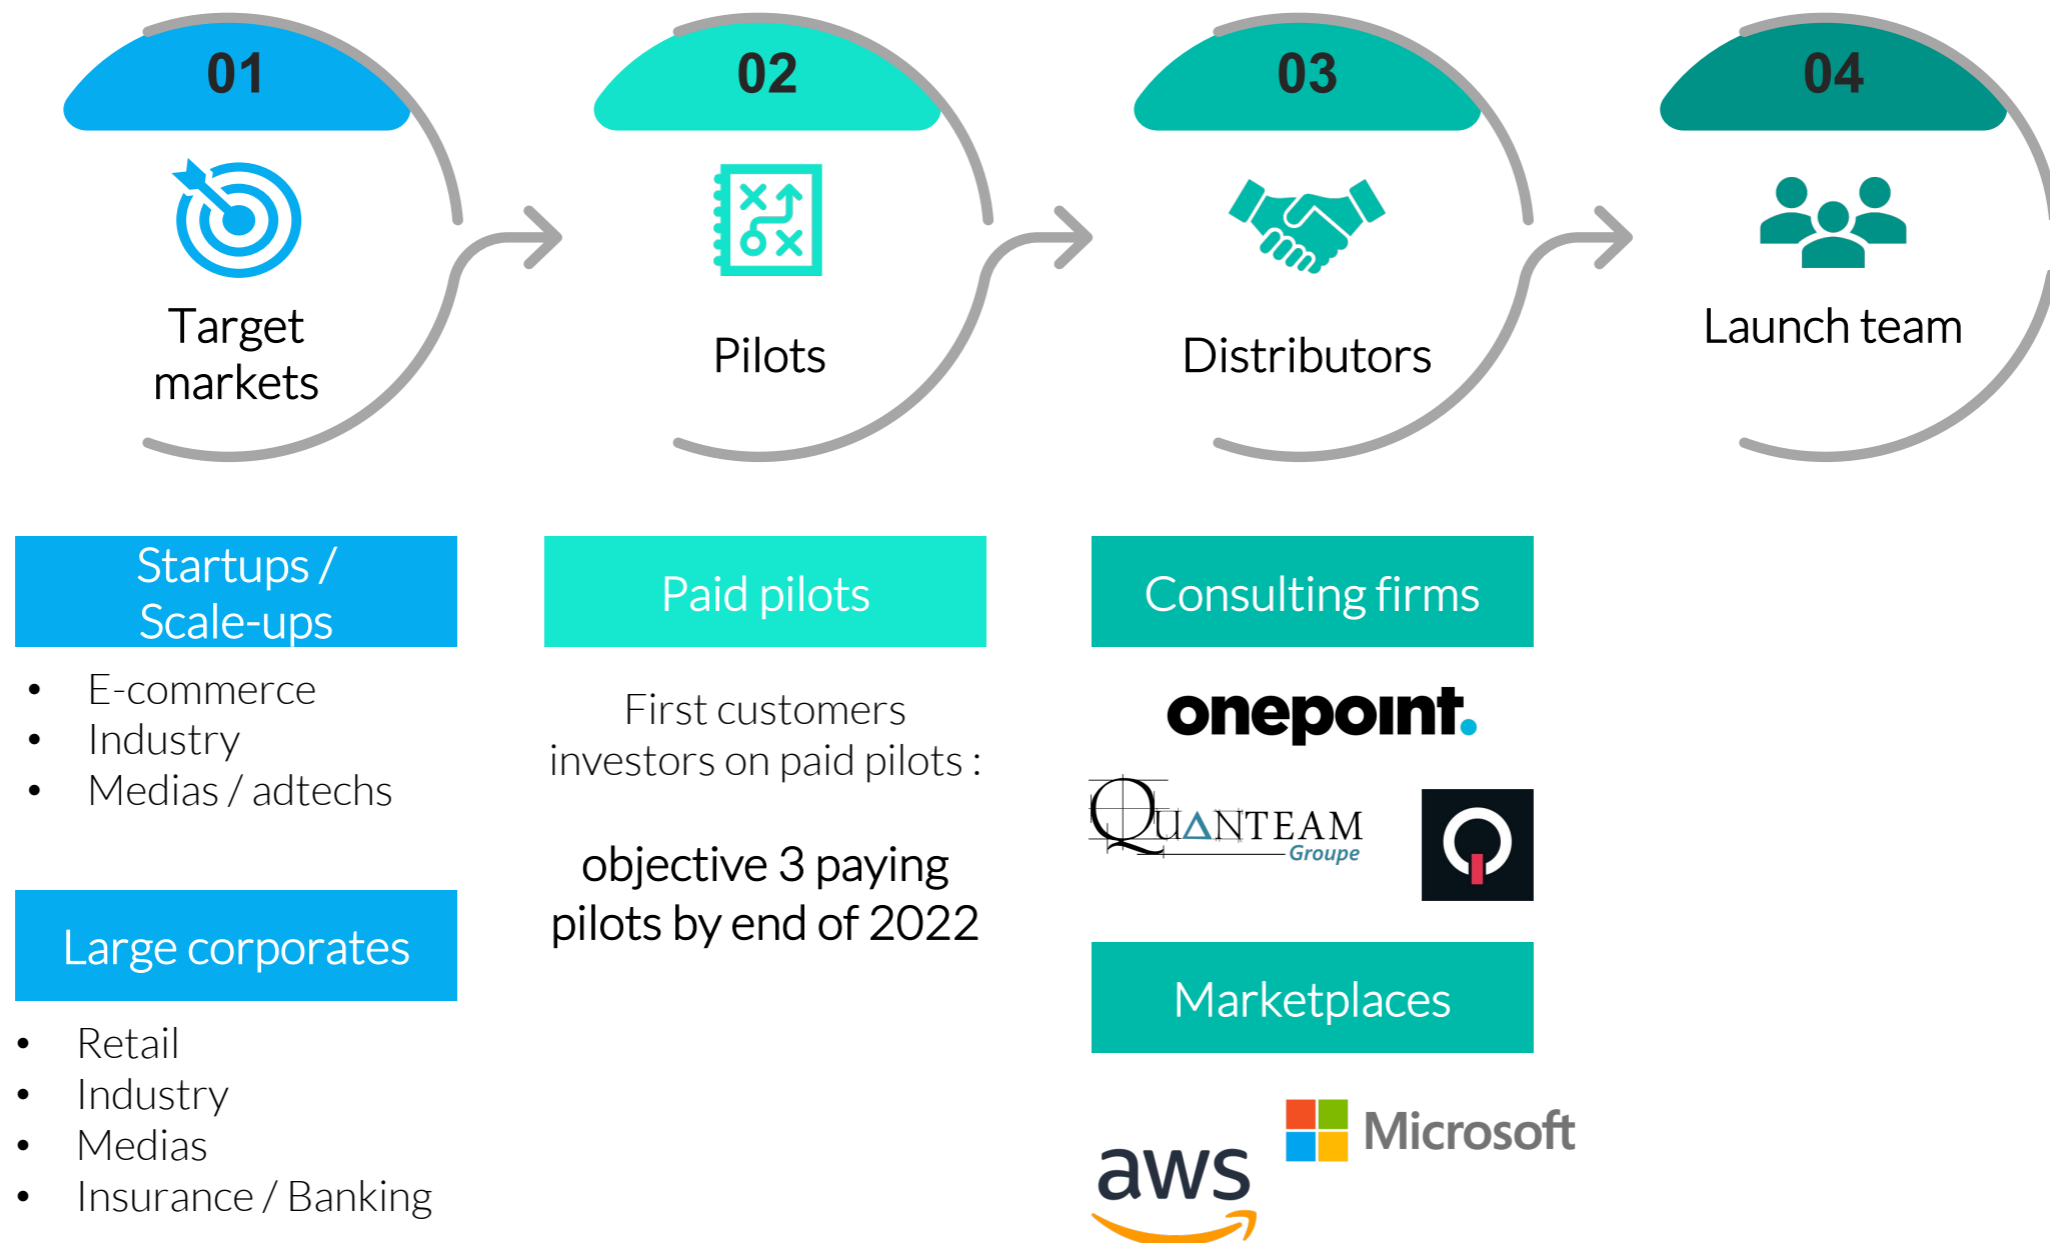 01
02
03
04
Target
markets
Pilots
Distributors
Launch team
Startups /
Scale-ups
• E-commerce
• Industry
• Medias / adtechs
Large corporates
• Retail
• Industry
• Medias
• Insurance / Banking
Paid pilots
First customers
investors on paid pilots :
objective 3 paying
pilots by end of 2022
Consulting firms
onepoint.
QUANTEAM
Groupe
Marketplaces
Microsoft
aws